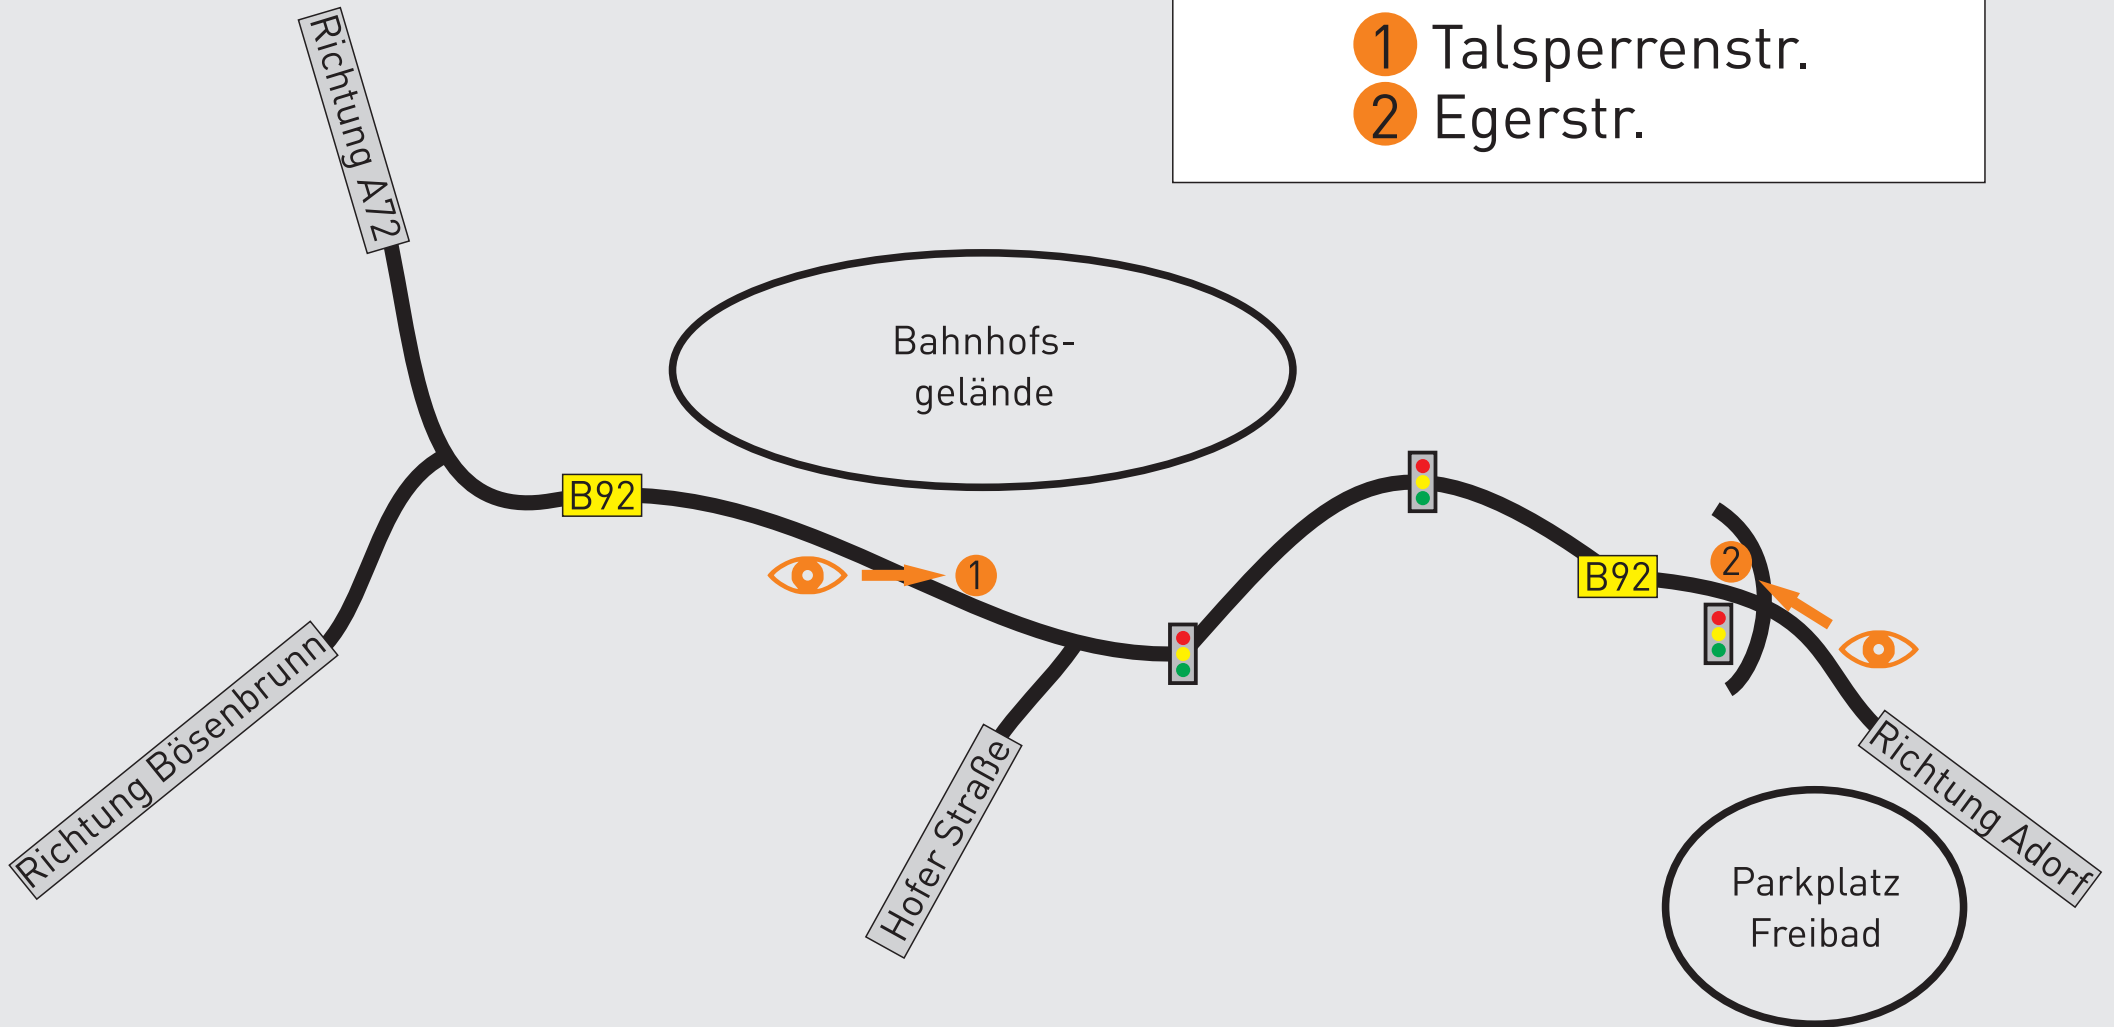 1 Talsperrenstr.
2 Egerstr.
Richtung A72
Bahnhofs-
gelände
B92
1
B92
2
Richtung Bösenbrunn
Hofer Straße
Richtung Adorf
Parkplatz
Freibad